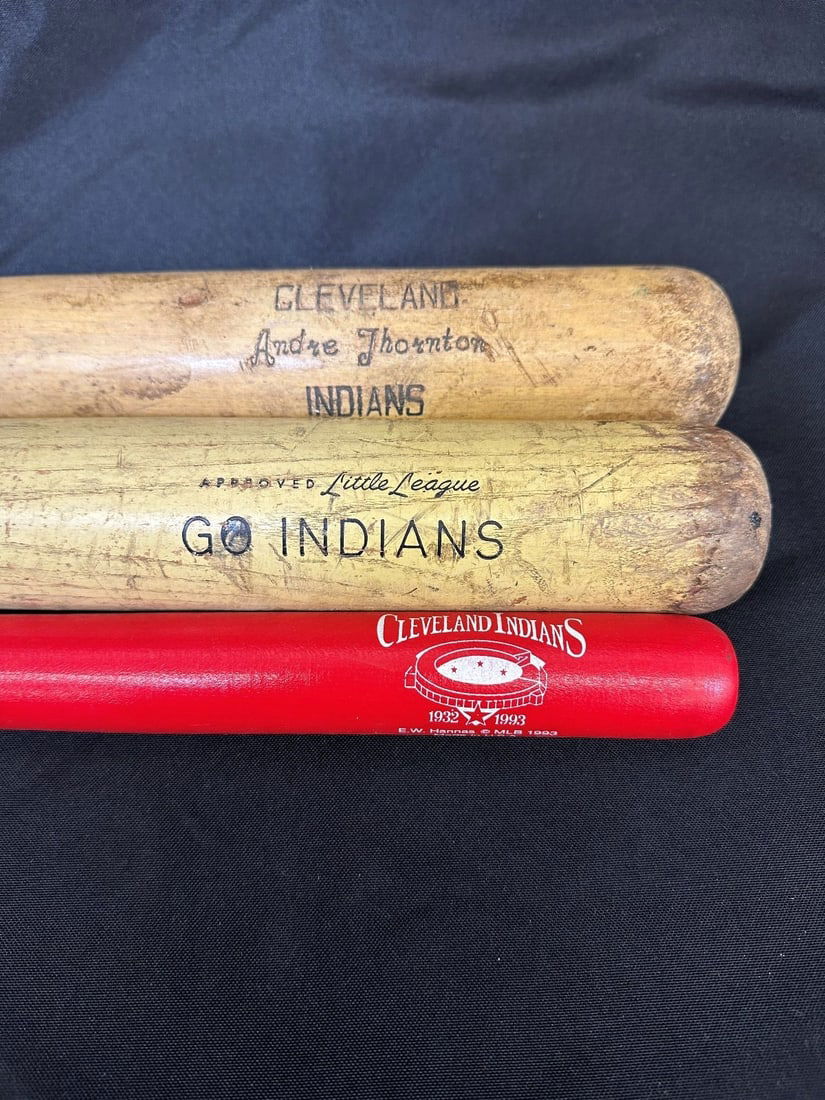 CLEVELAND
Andre Thornton
INDIANS
APPROVED Little League
GO INDIANS
CLEVELAND INDIANS
1932 1993
E.W. Hannas © MLB 1993